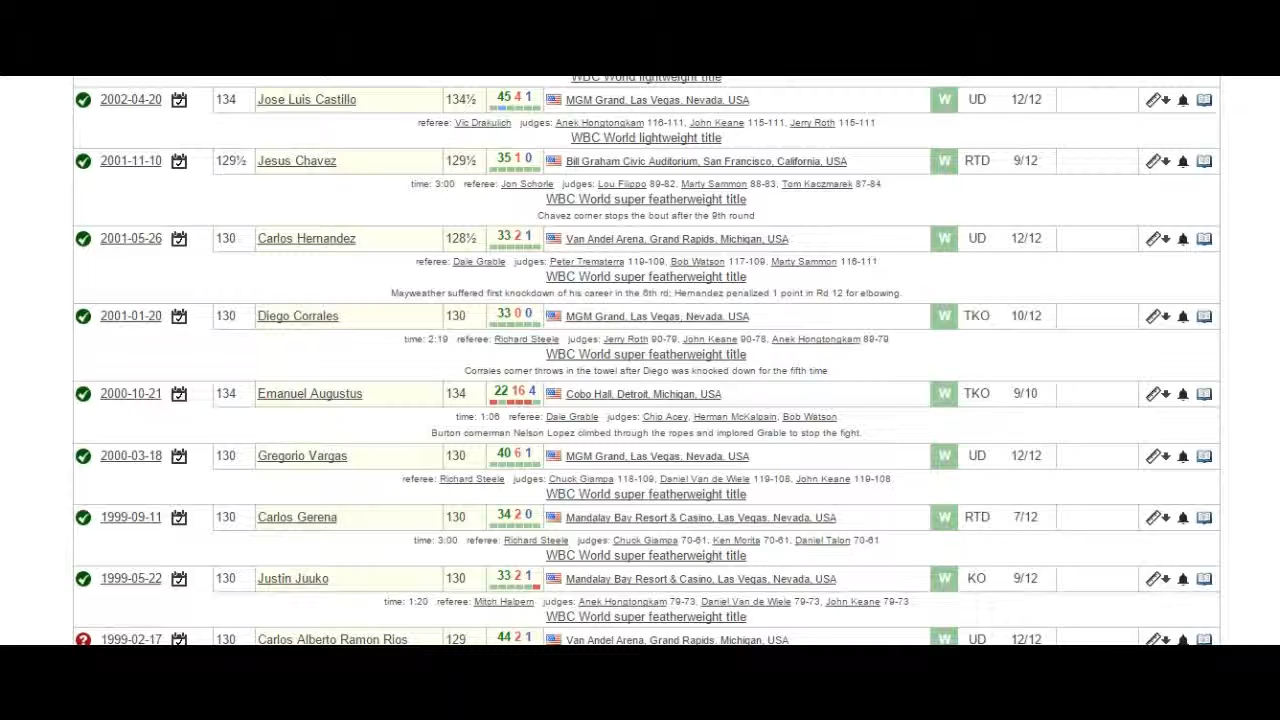 WBC World lightweight title
2002-04-20 134 Jose Luis Castillo 134½ 45 4 1 MGM Grand, Las Vegas, Nevada, USA W UD 12/12
referee: Vic Drakulich judges: Anek Hongtongkam 116-111, John Keane 115-111, Jerry Roth 115-111
WBC World lightweight title
2001-11-10 129½ Jesus Chavez 129½ 35 1 0 Bill Graham Civic Auditorium, San Francisco, California, USA W RTD 9/12
time: 3:00 referee: Jon Schorle judges: Lou Filippo 89-82, Marty Sammon 88-83, Tom Kaczmarek 87-84
WBC World super featherweight title
Chavez corner stops the bout after the 9th round
2001-05-26 130 Carlos Hernandez 128½ 33 2 1 Van Andel Arena, Grand Rapids, Michigan, USA W UD 12/12
referee: Dale Grable judges: Peter Trematerra 119-109, Bob Watson 117-109, Marty Sammon 116-111
WBC World super featherweight title
Mayweather suffered first knockdown of his career in the 6th rd; Hernandez penalized 1 point in Rd 12 for elbowing.
2001-01-20 130 Diego Corrales 130 33 0 0 MGM Grand, Las Vegas, Nevada, USA W TKO 10/12
time: 2:19 referee: Richard Steele judges: Jerry Roth 90-79, John Keane 90-78, Anek Hongtongkam 89-79
WBC World super featherweight title
Corrales corner throws in the towel after Diego was knocked down for the fifth time
2000-10-21 134 Emanuel Augustus 134 22 16 4 Cobo Hall, Detroit, Michigan, USA W TKO 9/10
time: 1:06 referee: Dale Grable judges: Chip Acey, Herman McKalpain, Bob Watson
Burton cornerman Nelson Lopez climbed through the ropes and implored Grable to stop the fight.
2000-03-18 130 Gregorio Vargas 130 40 6 1 MGM Grand, Las Vegas, Nevada, USA W UD 12/12
referee: Richard Steele judges: Chuck Giampa 118-109, Daniel Van de Wiele 119-108, John Keane 119-108
WBC World super featherweight title
1999-09-11 130 Carlos Gerena 130 34 2 0 Mandalay Bay Resort & Casino, Las Vegas, Nevada, USA W RTD 7/12
time: 3:00 referee: Richard Steele judges: Chuck Giampa 70-61, Ken Morita 70-61, Daniel Talon 70-61
WBC World super featherweight title
1999-05-22 130 Justin Juuko 130 33 2 1 Mandalay Bay Resort & Casino, Las Vegas, Nevada, USA W KO 9/12
time: 1:20 referee: Mitch Halpern judges: Anek Hongtongkam 79-73, Daniel Van de Wiele 79-73, John Keane 79-73
WBC World super featherweight title
1999-02-17 130 Carlos Alberto Ramon Rios 129 44 2 1 Van Andel Arena, Grand Rapids, Michigan, USA W UD 12/12